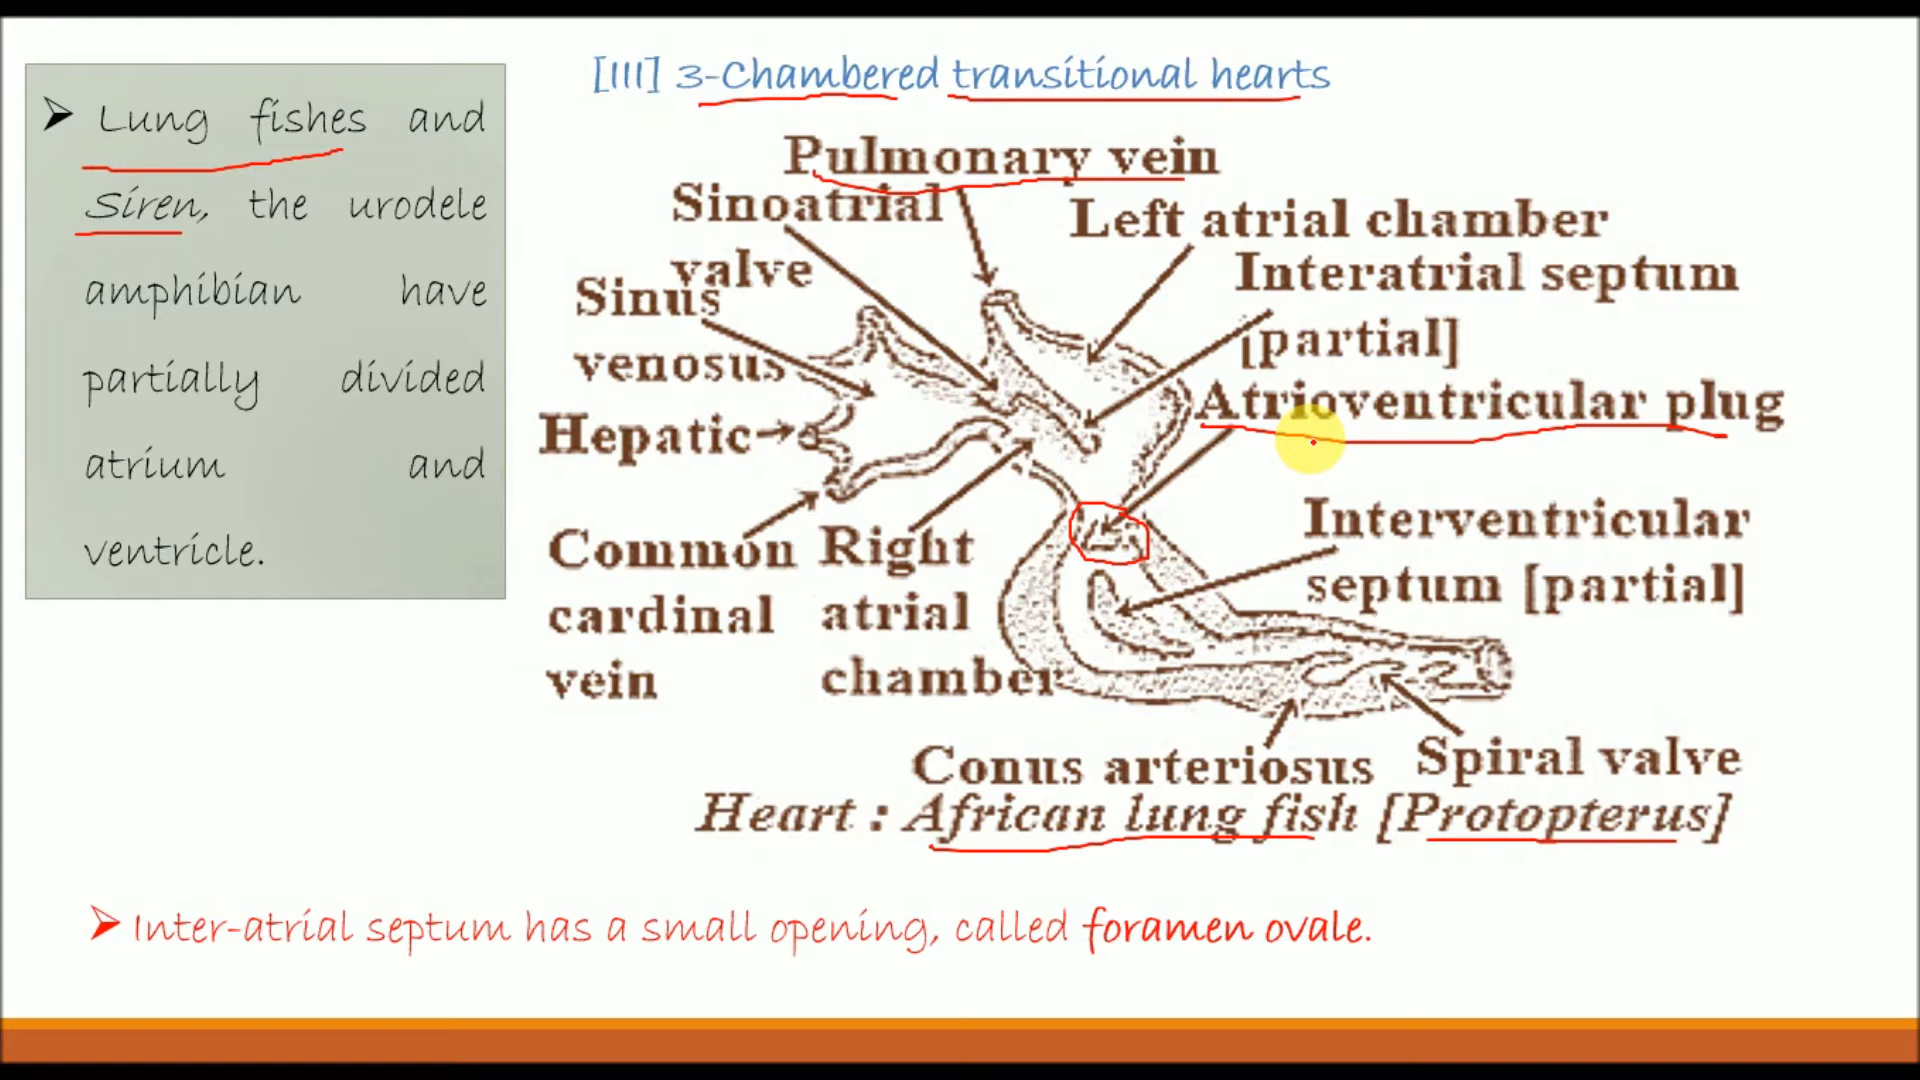 [III] 3-Chambered transitional hearts
➤ Lung fishes and
Siren, the urodele
amphibian have
partially divided
atrium and
ventricle.
Pulmonary vein
Sinoatrial
valve
Left atrial chamber
Interatrial septum
[partial]
Sinus
venosus
Atrioventricular plug
Hepatic
Interventricular
septum [partial]
Common
cardinal
vein
Right
atrial
chamber
Conus arteriosus
Spiral valve
Heart : African lung fish [Protopterus]
➤ Inter-atrial septum has a small opening, called foramen ovale.